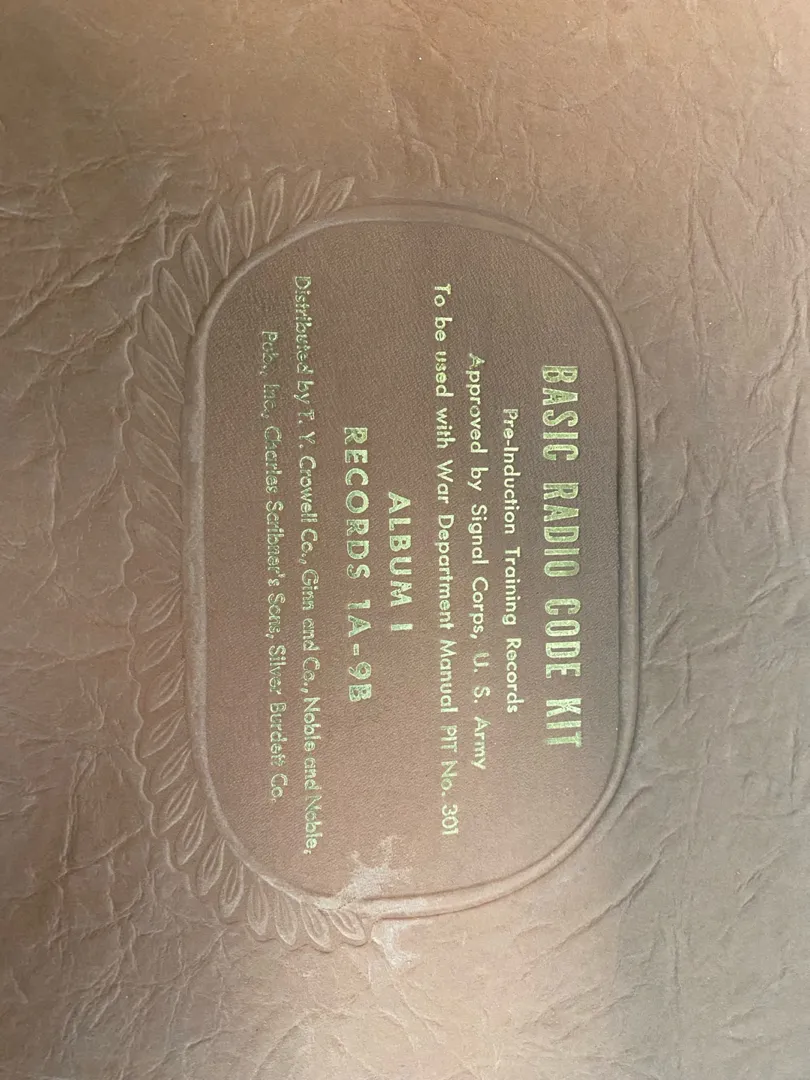 BASIC RADIO CODE KIT
Pre-Induction Training Records
Approved by Signal Corps, U. S. Army
To be used with War Department Manual PIT No. 301
ALBUM I
RECORDS 1A-9B
Distributed by T. Y. Crowell Co., Ginn and Co., Noble and Noble,
Pub., Inc., Charles Scribner's Sons, Silver Burdett Co.